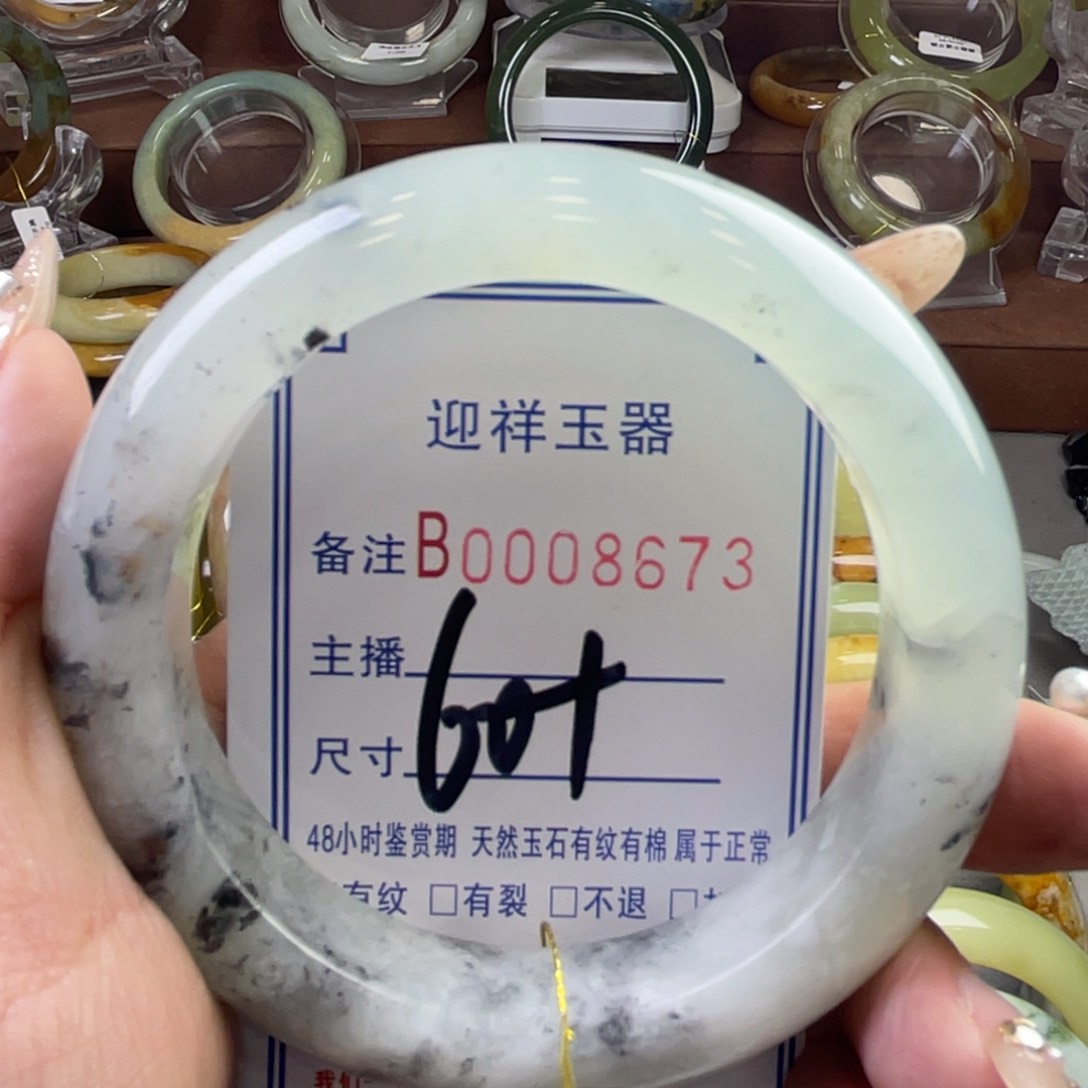 迎祥玉器
备注B0008673
主播
尺寸 60+
48小时鉴赏期 天然玉石有纹有棉 属于正常
有纹 □有裂 □不退 □
我们